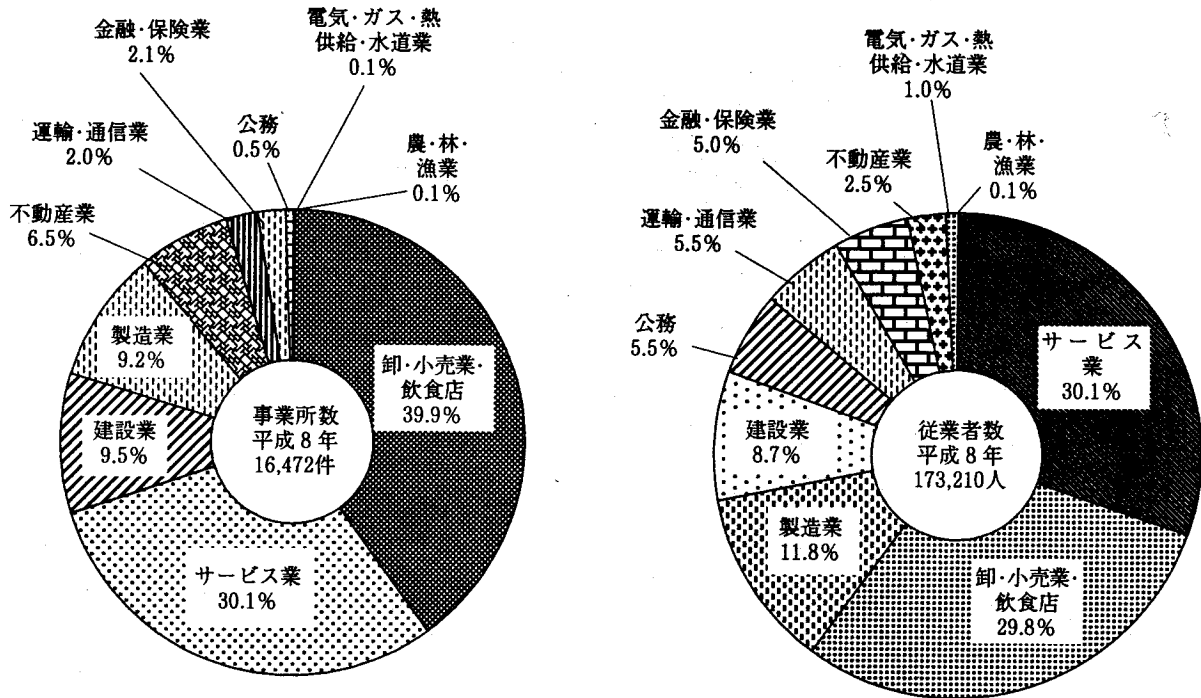 金融・保険業
2.1%
電気・ガス・熱
供給・水道業
0.1%
運輸・通信業
2.0%
公務
0.5%
農・林・
漁業
0.1%
不動産業
6.5%
製造業
9.2%
卸・小売業・
飲食店
39.9%
建設業
9.5%
事業所数
平成8年
16,472件
サービス業
30.1%
電気・ガス・熱
供給・水道業
1.0%
金融・保険業
5.0%
不動産業
2.5%
農・林・
漁業
0.1%
運輸・通信業
5.5%
公務
5.5%
サービス
業
30.1%
建設業
8.7%
従業者数
平成8年
173,210人
製造業
11.8%
卸・小売業・
飲食店
29.8%